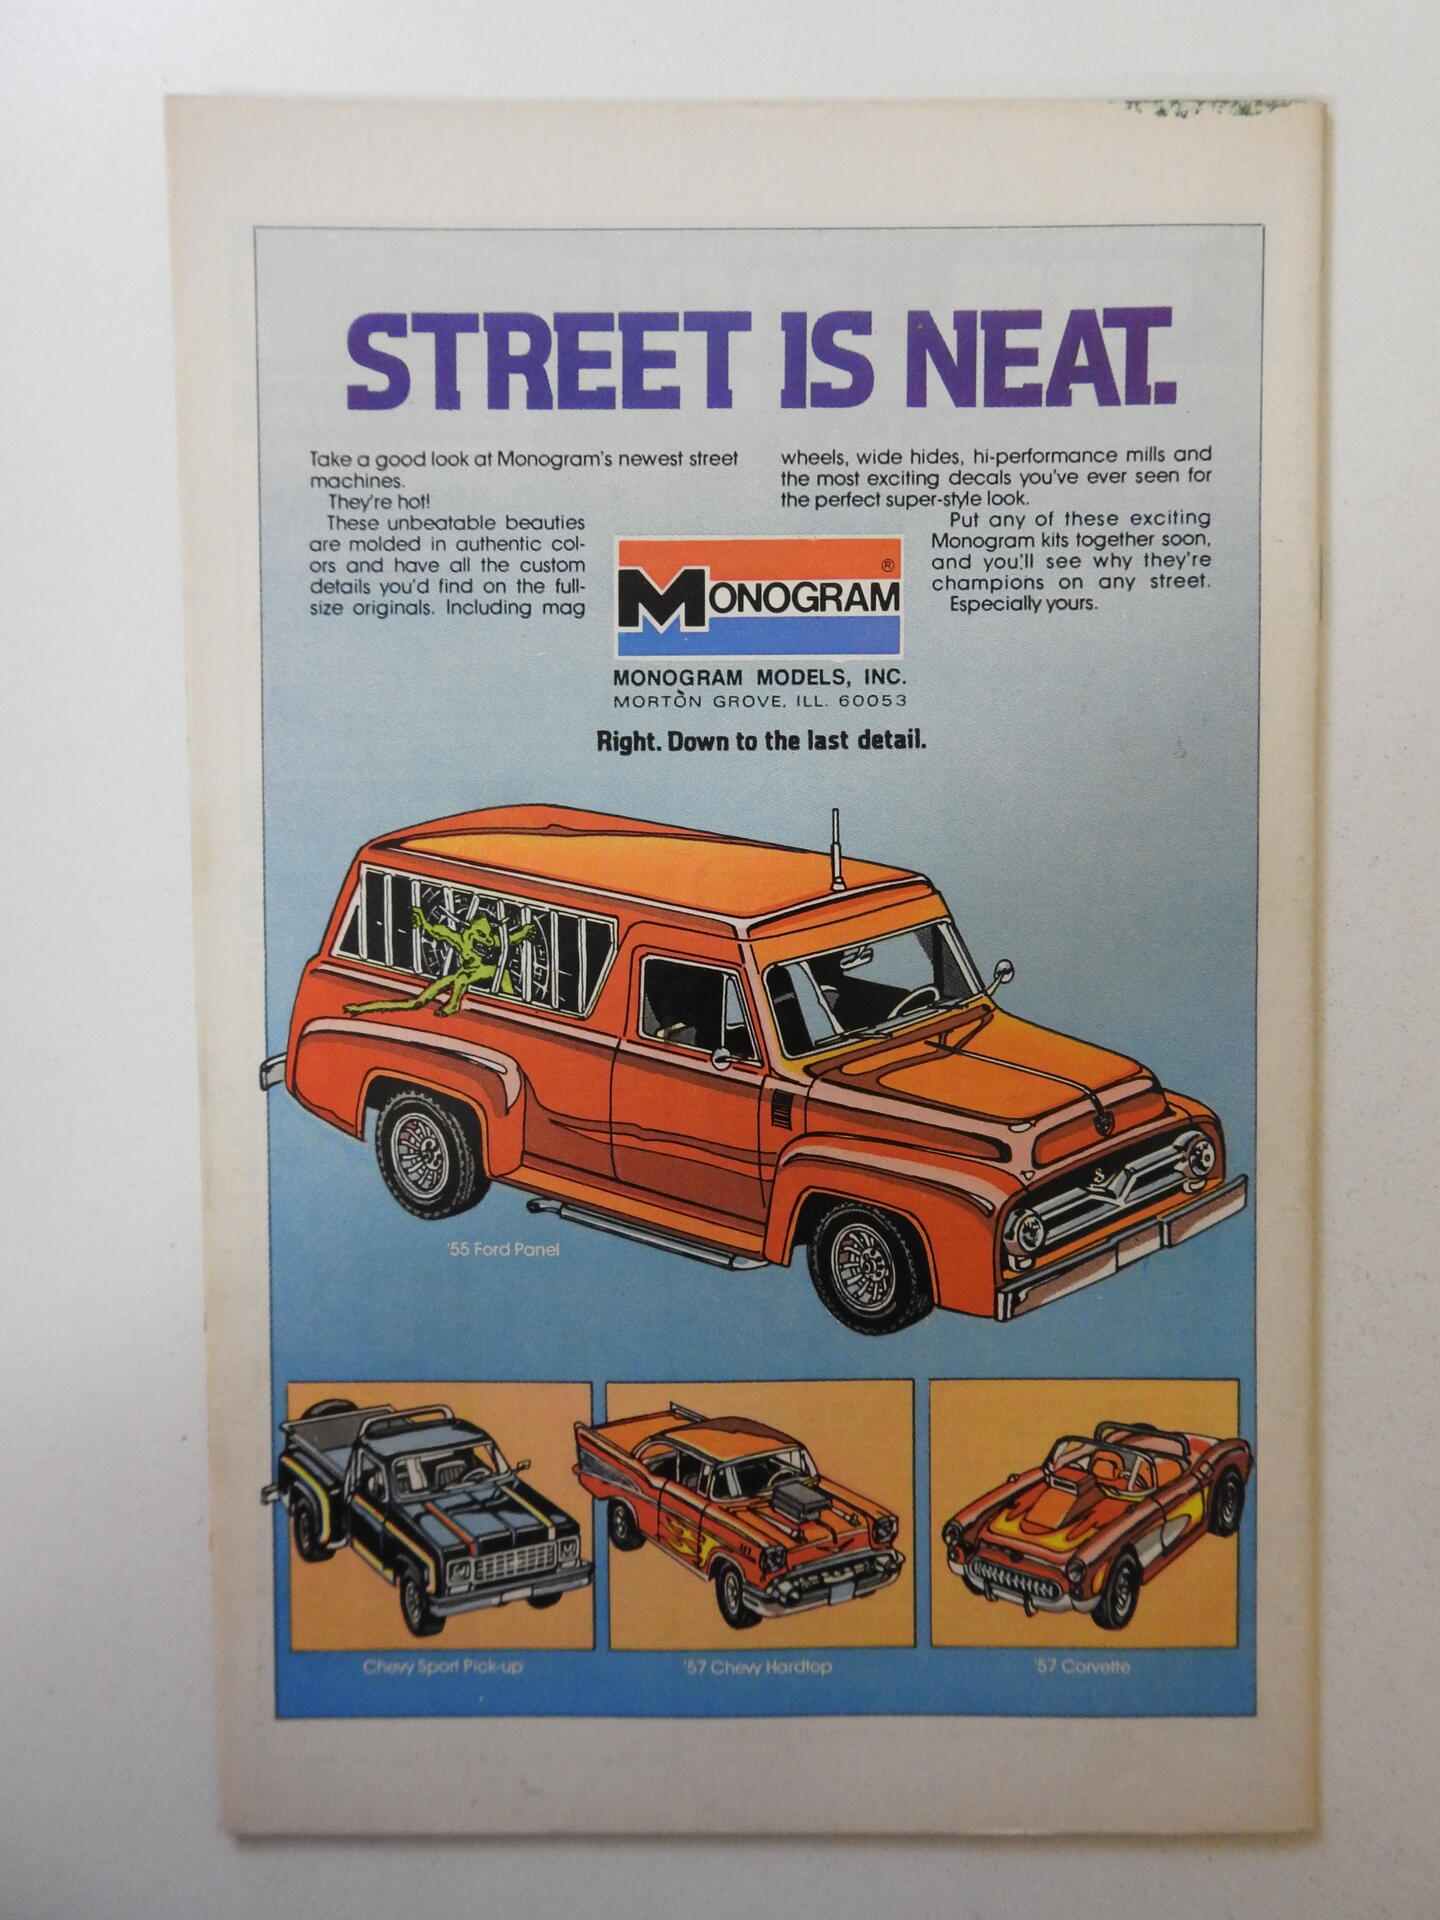 STREET IS NEAT.
Take a good look at Monogram's newest street
machines.
They're hot!
These unbeatable beauties
are molded in authentic col-
ors and have all the custom
details you'd find on the full-
size originals. Including mag
wheels, wide hides, hi-performance mills and
the most exciting decals you've ever seen for
the perfect super-style look.
Put any of these exciting
Monogram kits together soon,
and you'll see why they're
champions on any street.
Especially yours.
MONOGRAM ®
MONOGRAM MODELS, INC.
MORTON GROVE, ILL. 60053
Right. Down to the last detail.
'55 Ford Panel
Chevy Sport Pick-up
'57 Chevy Hardtop
'57 Corvette